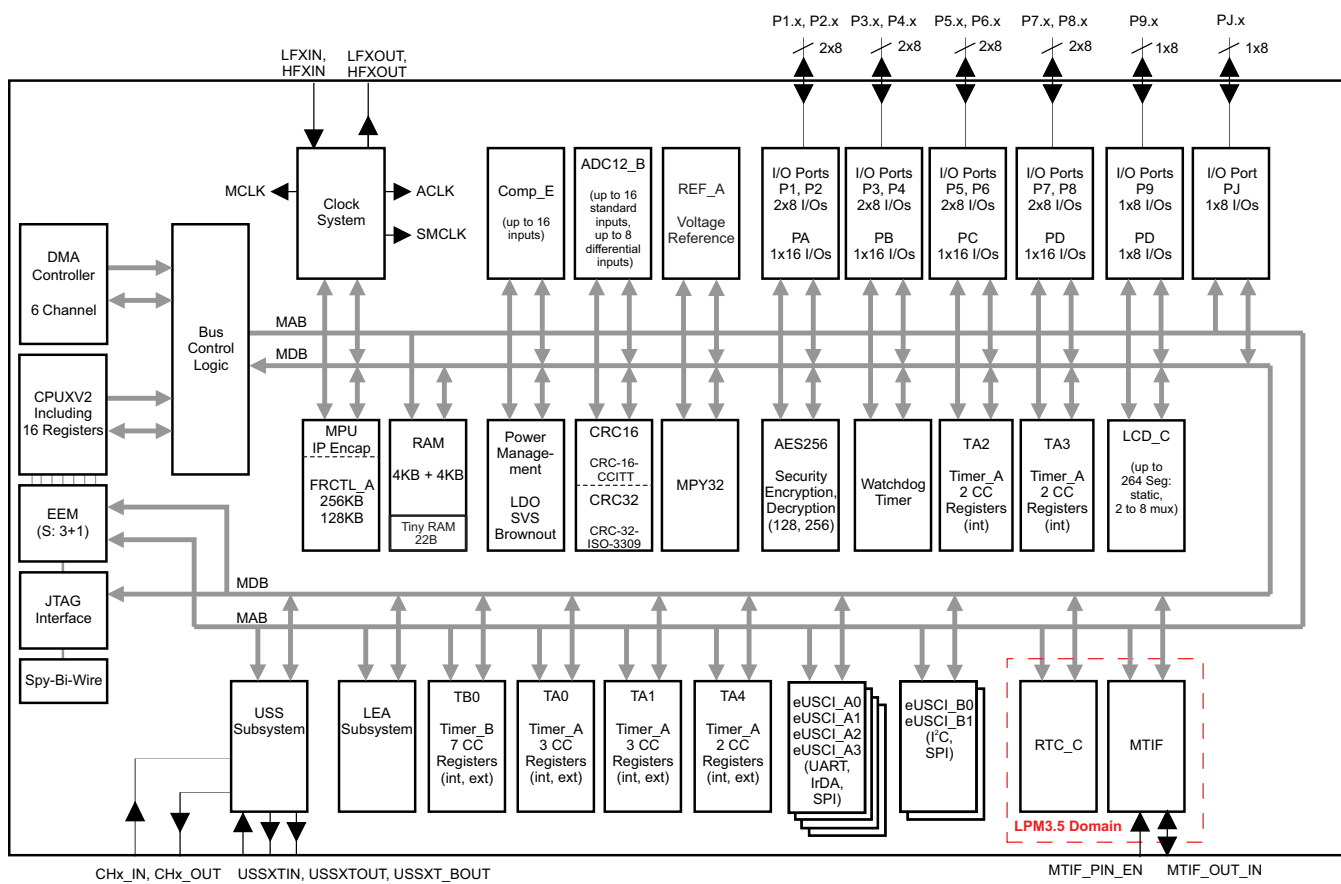 P1.x, P2.x
2x8
P3.x, P4.x
2x8
P5.x, P6.x
2x8
P7.x, P8.x
2x8
P9.x
1x8
PJ.x
1x8
LFXIN,
HFXIN
LFXOUT,
HFXOUT
MCLK
Clock
System
ACLK
SMCLK
Comp_E
(up to 16
inputs)
ADC12_B
(up to 16
standard
inputs,
up to 8
differential
inputs)
REF_A
Voltage
Reference
I/O Ports
P1, P2
2x8 I/Os
PA
1x16 I/Os
I/O Ports
P3, P4
2x8 I/Os
PB
1x16 I/Os
I/O Ports
P5, P6
2x8 I/Os
PC
1x16 I/Os
I/O Ports
P7, P8
2x8 I/Os
PD
1x16 I/Os
I/O Ports
P9
1x8 I/Os
PD
1x8 I/Os
I/O Port
PJ
1x8 I/Os
DMA
Controller
6 Channel
Bus
Control
Logic
MAB
MDB
CPUXV2
Including
16 Registers
MPU
IP Encap
FRCTL_A
256KB
128KB
RAM
4KB + 4KB
Tiny RAM
22B
Power
Manage-
ment
LDO
SVS
Brownout
CRC16
CRC-16-
CCITT
CRC32
CRC-32-
ISO-3309
MPY32
AES256
Security
Encryption,
Decryption
(128, 256)
Watchdog
Timer
TA2
Timer_A
2 CC
Registers
(int)
TA3
Timer_A
2 CC
Registers
(int)
LCD_C
(up to
264 Seg:
static,
2 to 8 mux)
EEM
(S: 3+1)
MDB
JTAG
Interface
MAB
Spy-Bi-Wire
USS
Subsystem
LEA
Subsystem
TB0
Timer_B
7 CC
Registers
(int, ext)
TA0
Timer_A
3 CC
Registers
(int, ext)
TA1
Timer_A
3 CC
Registers
(int, ext)
TA4
Timer_A
2 CC
Registers
(int, ext)
eUSCI_A0
eUSCI_A1
eUSCI_A2
eUSCI_A3
(UART,
IrDA,
SPI)
eUSCI_B0
eUSCI_B1
(I²C,
SPI)
RTC_C
MTIF
LPM3.5 Domain
CHx_IN, CHx_OUT
USSXTIN, USSXTOUT, USSXT_BOUT
MTIF_PIN_EN
MTIF_OUT_IN